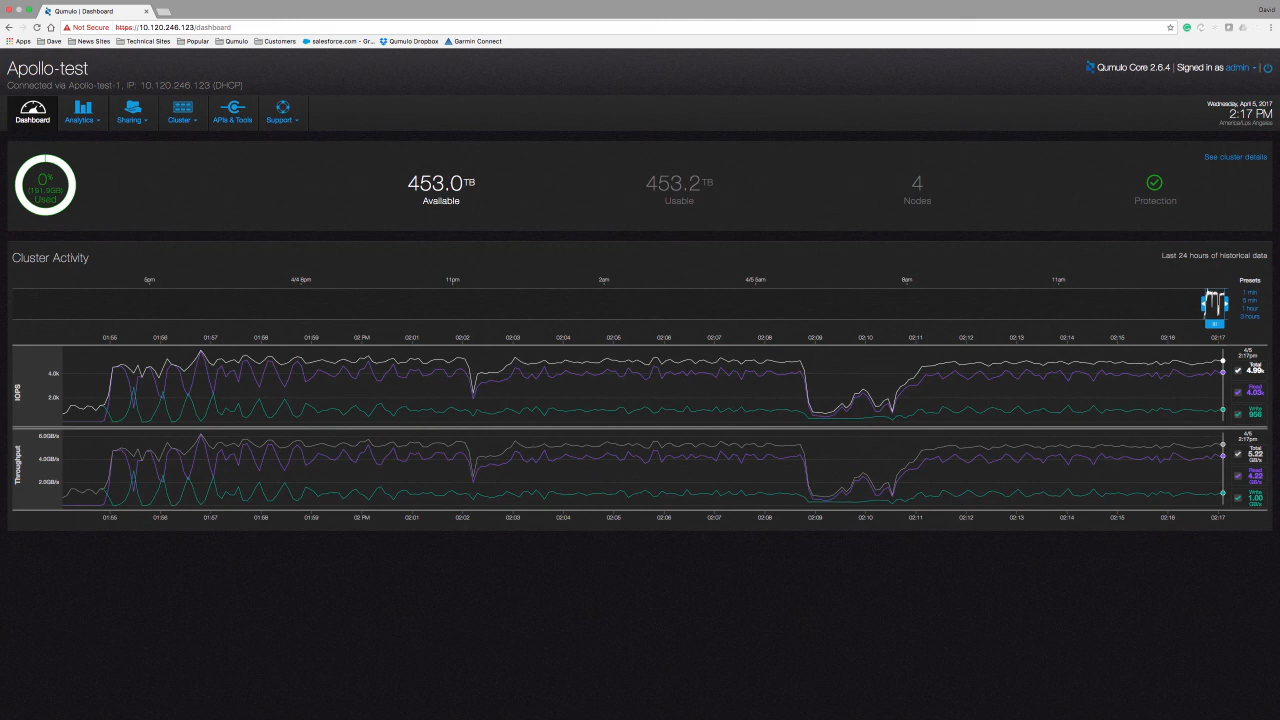 Qumulo | Dashboard
David
Not Secure https://10.120.246.123/dashboard
Apps Dave News Sites Technical Sites Popular Qumulo Customers salesforce.com - Gr... Qumulo Dropbox Garmin Connect
Apollo-test
Connected via Apollo-test-1, IP: 10.120.246.123 (DHCP)
Qumulo Core 2.6.4 | Signed in as admin
Dashboard Analytics Sharing Cluster APIs & Tools Support
Wednesday, April 5, 2017
2:17 PM
America/Los Angeles
See cluster details
0%
(191.9GB)
Used
453.0TB
Available
453.2TB
Usable
4
Nodes
Protection
Cluster Activity
Last 24 hours of historical data
5pm 4/4 8pm 11pm 2am 4/5 5am 8am 11am
Presets
1 min
5 min
1 hour
3 hours
01:55 01:56 01:57 01:58 01:59 02 PM 02:01 02:02 02:03 02:04 02:05 02:06 02:07 02:08 02:09 02:10 02:11 02:12 02:13 02:14 02:15 02:16 02:17
IOPS
4.0k
2.0k
4/5
2:17pm
Total
4.99k
Read
4.03k
Write
956
Throughput
6.0GB/s
4.0GB/s
2.0GB/s
4/5
2:17pm
Total
5.22
GB/s
Read
4.22
GB/s
Write
1.00
GB/s
01:55 01:56 01:57 01:58 01:59 02 PM 02:01 02:02 02:03 02:04 02:05 02:06 02:07 02:08 02:09 02:10 02:11 02:12 02:13 02:14 02:15 02:16 02:17